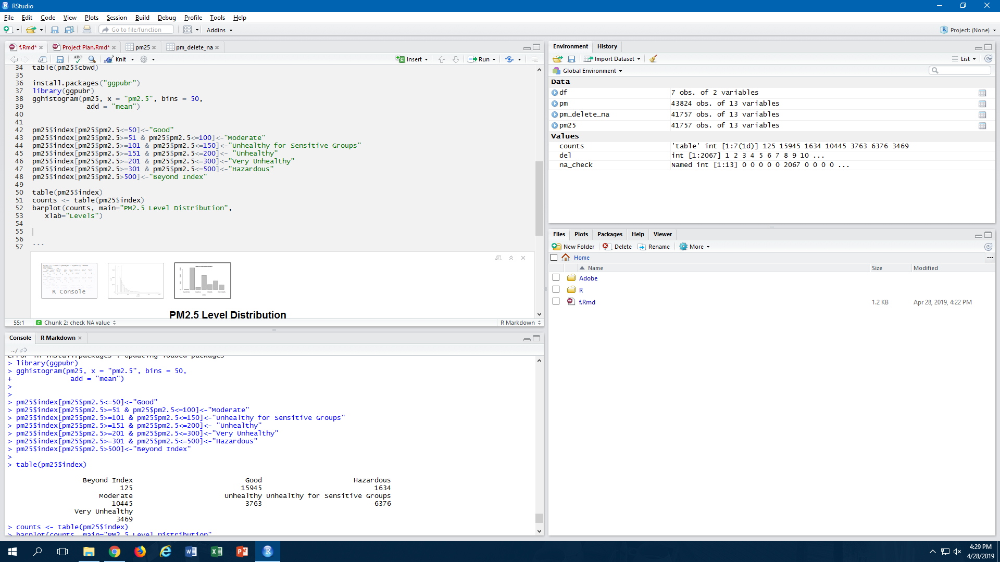 RStudio
File Edit Code View Plots Session Build Debug Profile Tools Help
Go to file/function Addins Project: (None)
f.Rmd* Project Plan.Rmd* pm25 pm_delete_na
ABC Knit Insert Run
34 table(pm25$cbwd)
35
36 install.packages("ggpubr")
37 library(ggpubr)
38 gghistogram(pm25, x = "pm2.5", bins = 50,
39 add = "mean")
40
41
42 pm25$index[pm25$pm2.5<=50]<-"Good"
43 pm25$index[pm25$pm2.5>=51 & pm25$pm2.5<=100]<-"Moderate"
44 pm25$index[pm25$pm2.5>=101 & pm25$pm2.5<=150]<-"Unhealthy for Sensitive Groups"
45 pm25$index[pm25$pm2.5>=151 & pm25$pm2.5<=200]<- "Unhealthy"
46 pm25$index[pm25$pm2.5>=201 & pm25$pm2.5<=300]<-"Very Unhealthy"
47 pm25$index[pm25$pm2.5>=301 & pm25$pm2.5<=500]<-"Hazardous"
48 pm25$index[pm25$pm2.5>500]<-"Beyond Index"
49
50 table(pm25$index)
51 counts <- table(pm25$index)
52 barplot(counts, main="PM2.5 Level Distribution",
53 xlab="Levels")
54
55
56
57 ```
R Console
PM2.5 Level Distribution
55:1 Chunk 2: check NA value R Markdown
Console R Markdown
~/
Error in install.packages : Updating loaded packages
> library(ggpubr)
> gghistogram(pm25, x = "pm2.5", bins = 50,
+ add = "mean")
>
>
> pm25$index[pm25$pm2.5<=50]<-"Good"
> pm25$index[pm25$pm2.5>=51 & pm25$pm2.5<=100]<-"Moderate"
> pm25$index[pm25$pm2.5>=101 & pm25$pm2.5<=150]<-"Unhealthy for Sensitive Groups"
> pm25$index[pm25$pm2.5>=151 & pm25$pm2.5<=200]<- "Unhealthy"
> pm25$index[pm25$pm2.5>=201 & pm25$pm2.5<=300]<-"Very Unhealthy"
> pm25$index[pm25$pm2.5>=301 & pm25$pm2.5<=500]<-"Hazardous"
> pm25$index[pm25$pm2.5>500]<-"Beyond Index"
>
> table(pm25$index)
Beyond Index Good Hazardous
125 15945 1634
Moderate Unhealthy Unhealthy for Sensitive Groups
10445 3763 6376
Very Unhealthy
3469
> counts <- table(pm25$index)
> barplot(counts, main="PM2.5 Level Distribution",
Environment History
Import Dataset List
Global Environment
Data
df 7 obs. of 2 variables
pm 43824 obs. of 13 variables
pm_delete_na 41757 obs. of 13 variables
pm25 41757 obs. of 13 variables
Values
counts 'table' int [1:7(1d)] 125 15945 1634 10445 3763 6376 3469
del int [1:2067] 1 2 3 4 5 6 7 8 9 10 ...
na_check Named int [1:13] 0 0 0 0 0 2067 0 0 0 0 ...
Files Plots Packages Help Viewer
New Folder Delete Rename More
Home ...
Name Size Modified
Adobe
R
f.Rmd 1.2 KB Apr 28, 2019, 4:22 PM
4:29 PM
4/28/2019